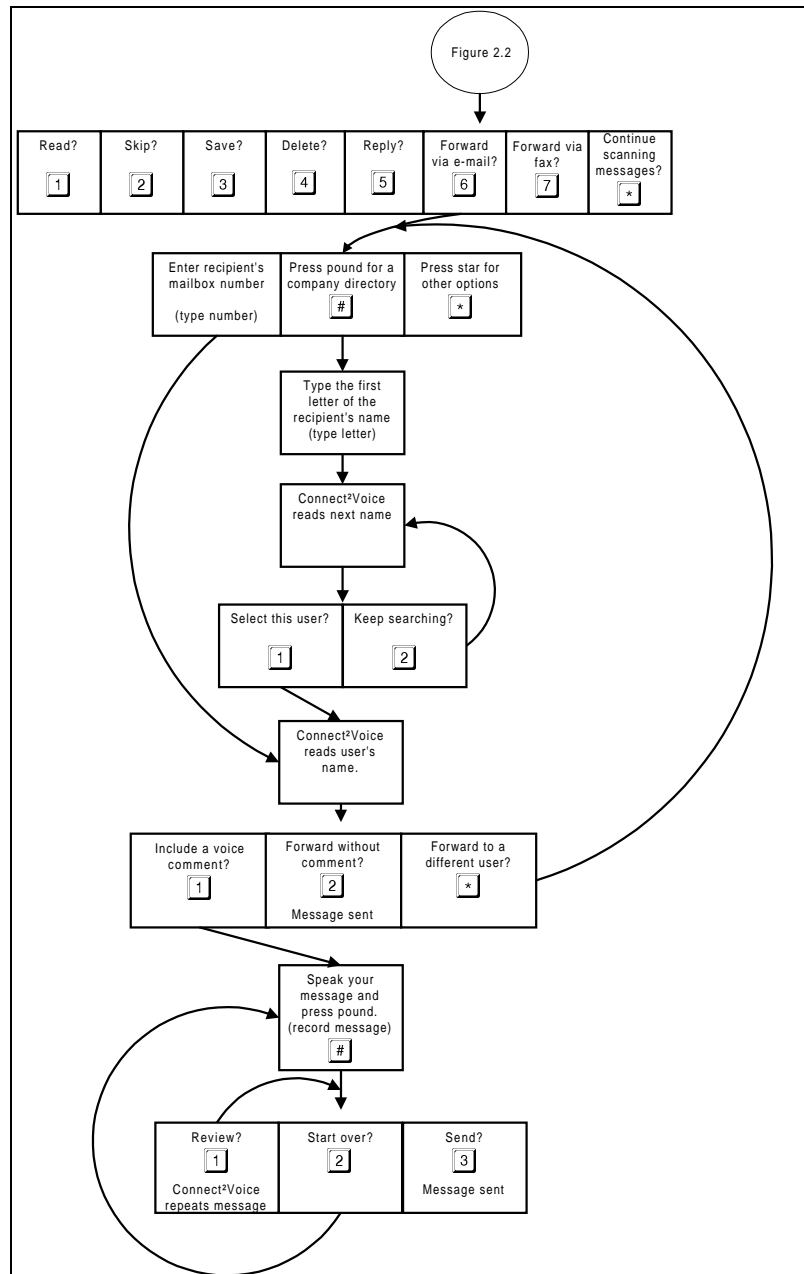 Figure 2.2
Read?
1
Skip?
2
Save?
3
Delete?
4
Reply?
5
Forward
via e-mail?
6
Forward via
fax?
7
Continue
scanning
messages?
*
Enter recipient's
mailbox number
(type number)
Press pound for a
company directory
#
Press star for
other options
*
Type the first
letter of the
recipient's name
(type letter)
Connect²Voice
reads next name
Select this user?
1
Keep searching?
2
Connect²Voice
reads user's
name.
Include a voice
comment?
1
Forward without
comment?
2
Message sent
Forward to a
different user?
*
Speak your
message and
press pound.
(record message)
#
Review?
1
Connect²Voice
repeats message
Start over?
2
Send?
3
Message sent